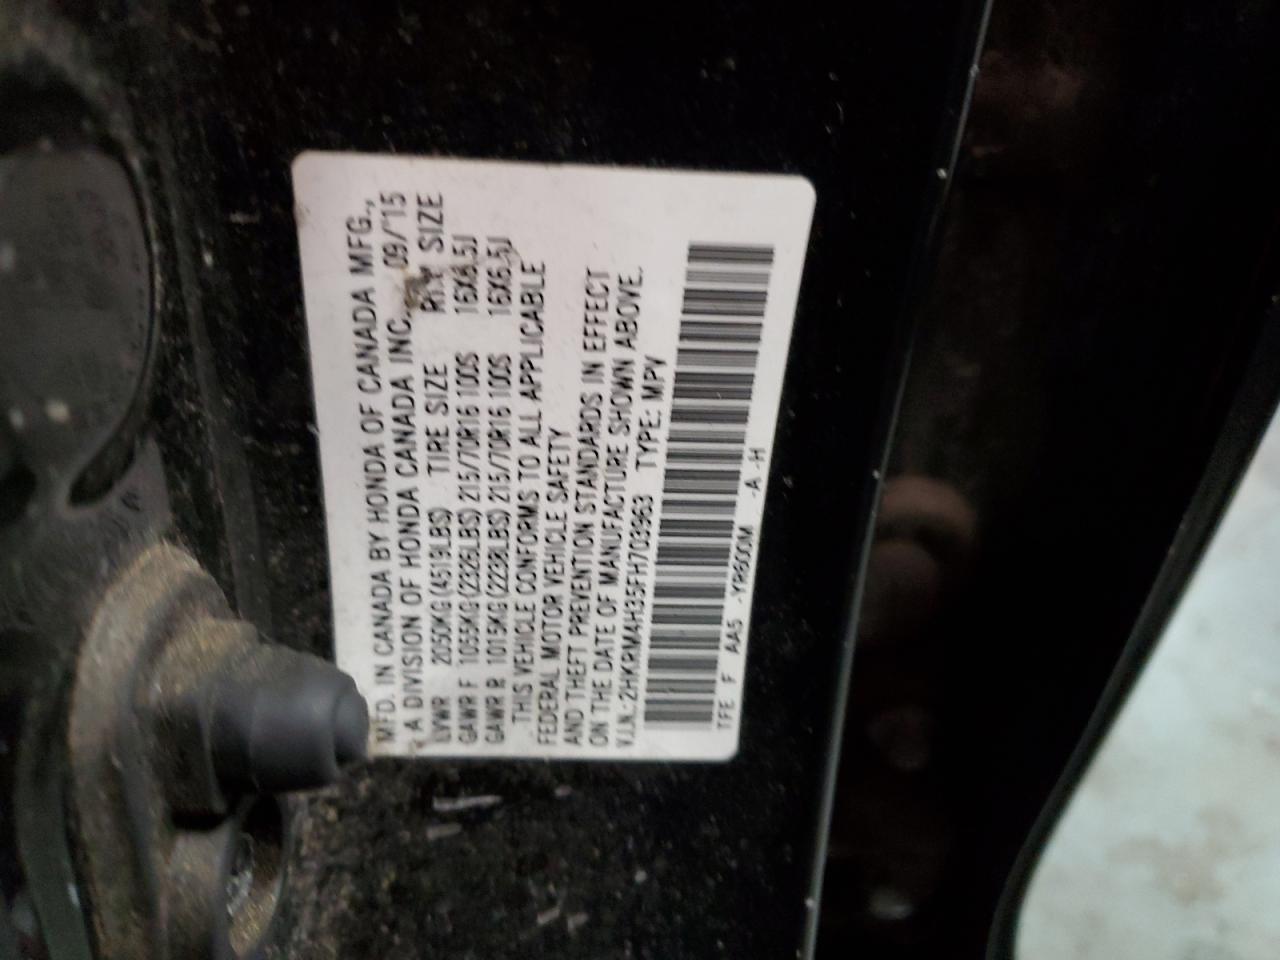 MFD. IN CANADA BY HONDA OF CANADA MFG.,
A DIVISION OF HONDA CANADA INC. 09/'15
GVWR 2050KG (4519LBS) TIRE SIZE RIM SIZE
GAWR F 1055KG (2326LBS) 215/70R16 100S 16X6.5J
GAWR R 1015KG (2238LBS) 215/70R16 100S 16X6.5J
THIS VEHICLE CONFORMS TO ALL APPLICABLE
FEDERAL MOTOR VEHICLE SAFETY
AND THEFT PREVENTION STANDARDS IN EFFECT
ON THE DATE OF MANUFACTURE SHOWN ABOVE.
V.I.N.: 2HKRM4H35FH703963 TYPE: MPV
TFE F AA5 -YR600M -A -H